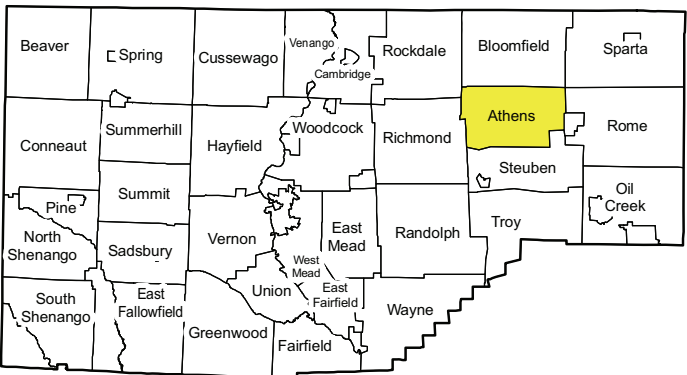 Beaver
Spring
Cussewago
Venango
Cambridge
Rockdale
Bloomfield
Sparta
Conneaut
Summerhill
Hayfield
Woodcock
Richmond
Athens
Rome
Steuben
Pine
Summit
Oil
Creek
North
Shenango
Sadsbury
Vernon
East
Mead
Randolph
Troy
West
Mead
South
Shenango
East
Fallowfield
Union
East
Fairfield
Wayne
Greenwood
Fairfield